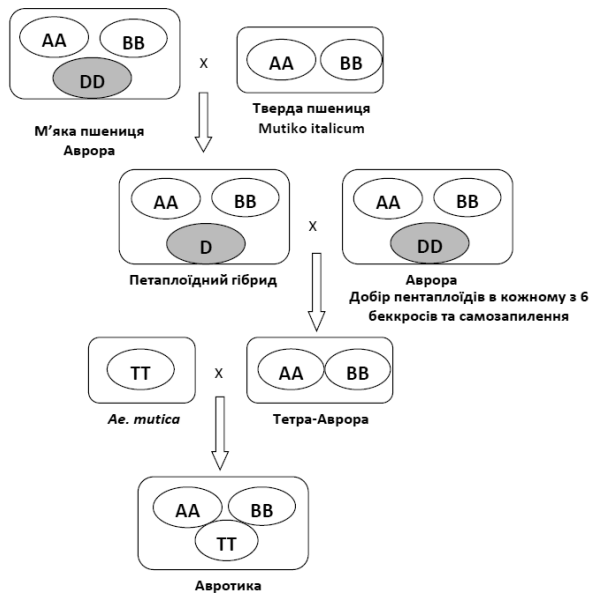 AA
BB
DD
М’яка пшениця
Аврора
x
AA
BB
Тверда пшениця
Mutiko italicum
AA
BB
D
Петаплоїдний гібрид
x
AA
BB
DD
Аврора
Добір пентаплоїдів в кожному з 6
беккросів та самозапилення
TT
Ae. mutica
x
AA
BB
Тетра-Аврора
AA
BB
TT
Авротика